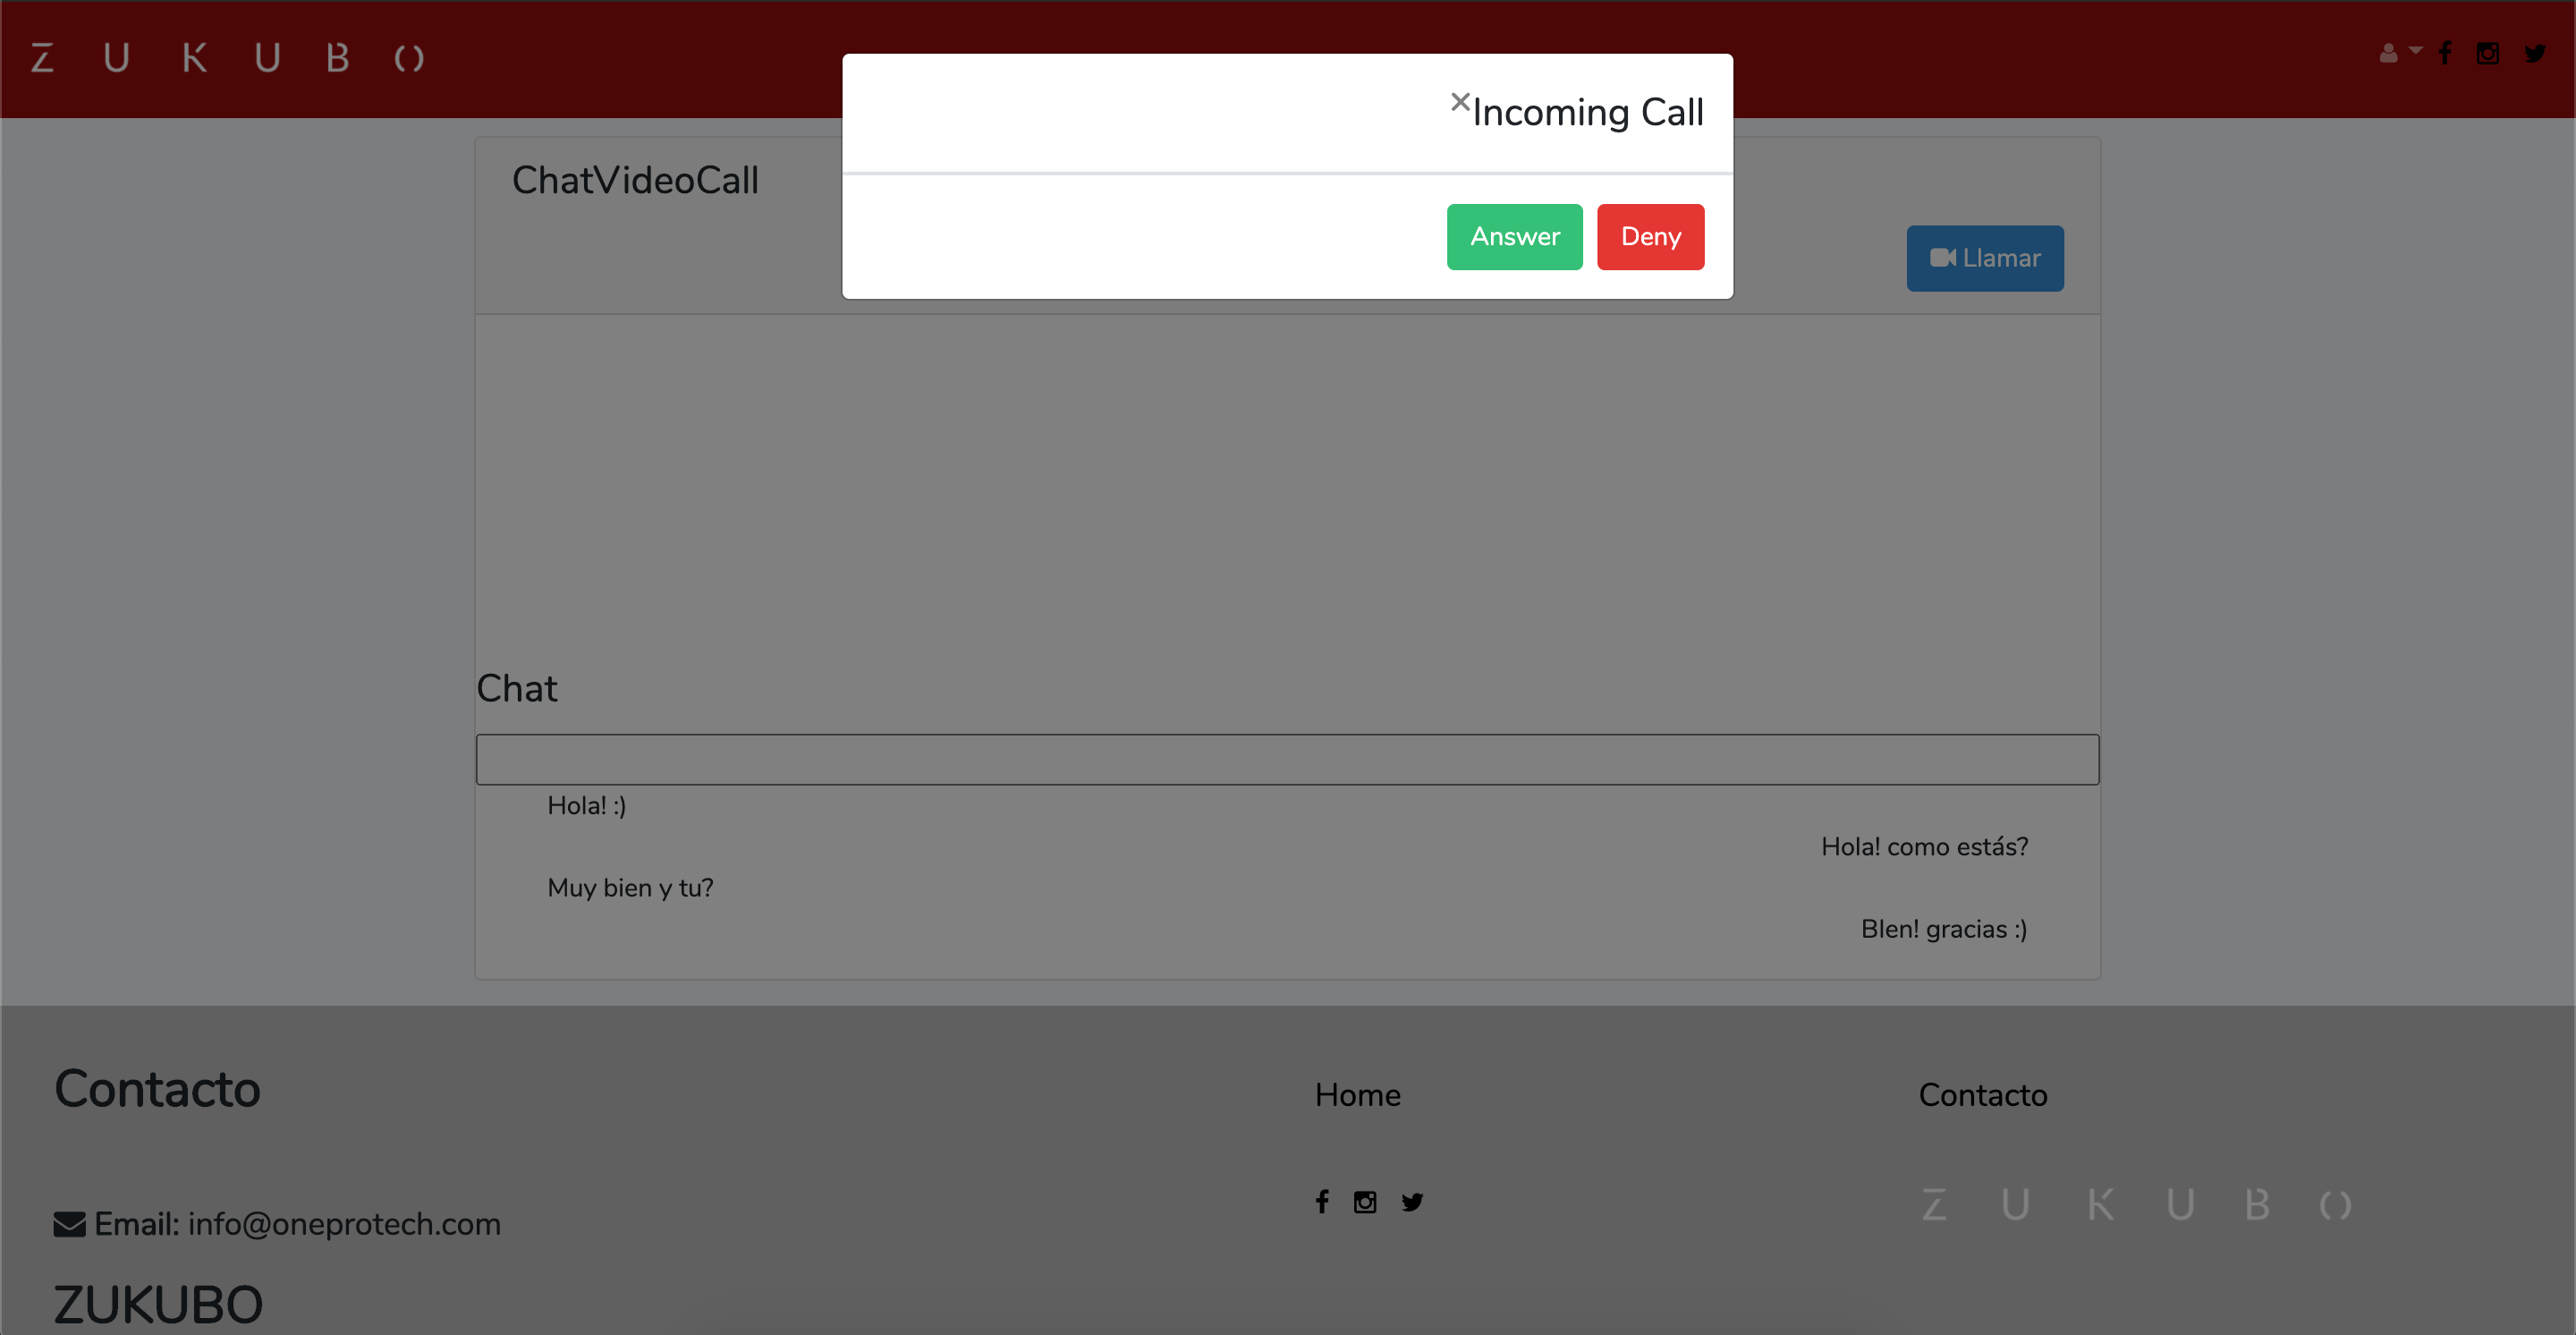 Z U K U B O
×Incoming Call
Answer Deny
ChatVideoCall
Llamar
Chat
Hola! :)
Hola! como estás?
Muy bien y tu?
BIen! gracias :)
Contacto
Email: info@oneprotech.com
ZUKUBO
Home
Contacto
Z U K U B O